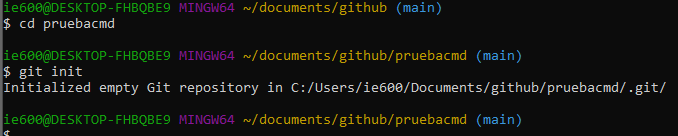 ie600@DESKTOP-FHBQBE9 MINGW64 ~/documents/github (main)
$ cd pruebacmd
ie600@DESKTOP-FHBQBE9 MINGW64 ~/documents/github/pruebacmd (main)
$ git init
Initialized empty Git repository in C:/Users/ie600/Documents/github/pruebacmd/.git/
ie600@DESKTOP-FHBQBE9 MINGW64 ~/documents/github/pruebacmd (main)
$